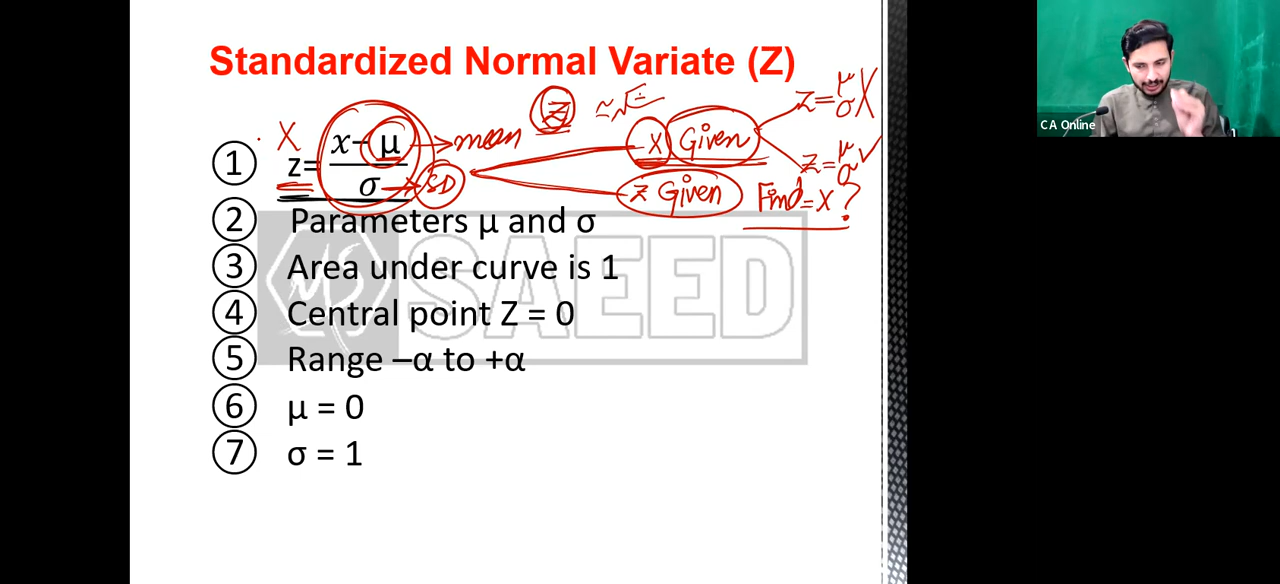 Standardized Normal Variate (Z)
① z= x−μ / σ
X
mean
SD
Z
X Given
Z = μ σ X
Z = μ σ ✓
Z Given Find = X ?
② Parameters μ and σ
③ Area under curve is 1
④ Central point Z = 0
⑤ Range –α to +α
⑥ μ = 0
⑦ σ = 1
SAEED
CA Online